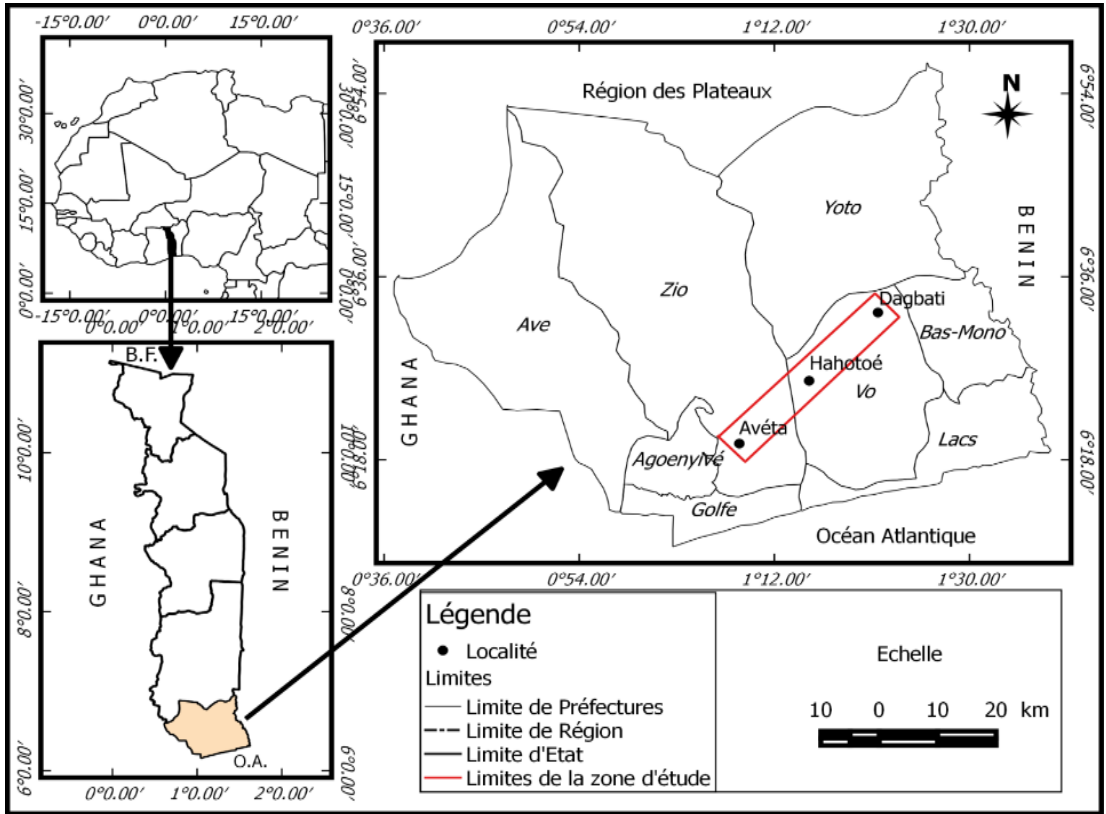 -15°0.00′ 0°0.00′ 15°0.00′
30°0.00′
15°0.00′
0°0.00′
30°0.00′
15°0.00′
0°0.00′
-15°0.00′ 0°0.00′ 15°0.00′
0°0.00′ 1°0.00′ 2°0.00′
B.F.
10°0.00′
8°0.00′
6°0.00′
GHANA
BENIN
O.A.
10°0.00′
8°0.00′
6°0.00′
0°0.00′ 1°0.00′ 2°0.00′
0°36.00′ 0°54.00′ 1°12.00′ 1°30.00′
6°54.00′
6°36.00′
6°18.00′
Région des Plateaux
N
Yoto
BENIN
Zio
Ave
Dagbati
Bas-Mono
Hahotoé
Vo
GHANA
Avéta
Agoenyivé
Lacs
Golfe
Océan Atlantique
6°54.00′
6°36.00′
6°18.00′
0°36.00′ 0°54.00′ 1°12.00′ 1°30.00′
Légende
Localité
Limites
Limite de Préfectures
Limite de Région
Limite d'Etat
Limites de la zone d'étude
Echelle
10 0 10 20 km